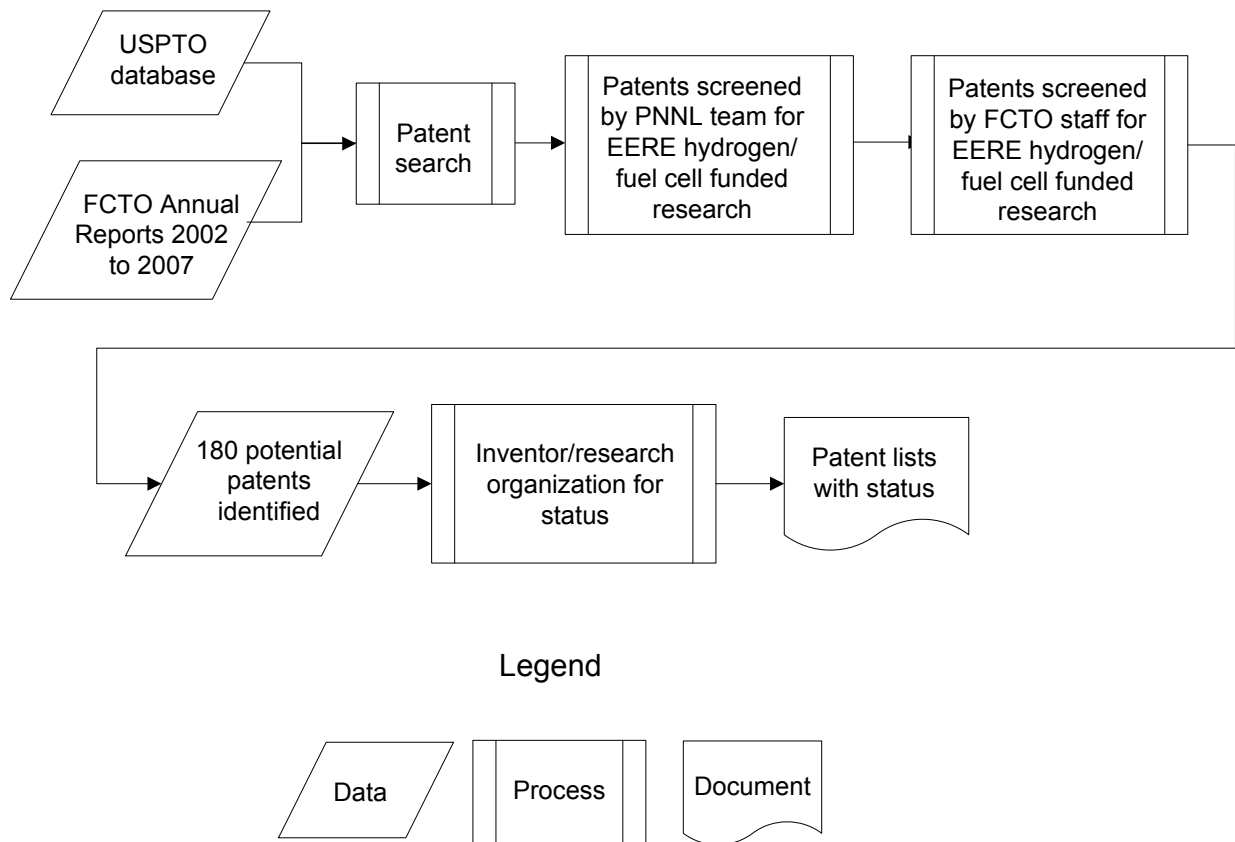 USPTO
database
FCTO Annual
Reports 2002
to 2007
Patent
search
Patents screened
by PNNL team for
EERE hydrogen/
fuel cell funded
research
Patents screened
by FCTO staff for
EERE hydrogen/
fuel cell funded
research
180 potential
patents
identified
Inventor/research
organization for
status
Patent lists
with status
Legend
Data
Process
Document